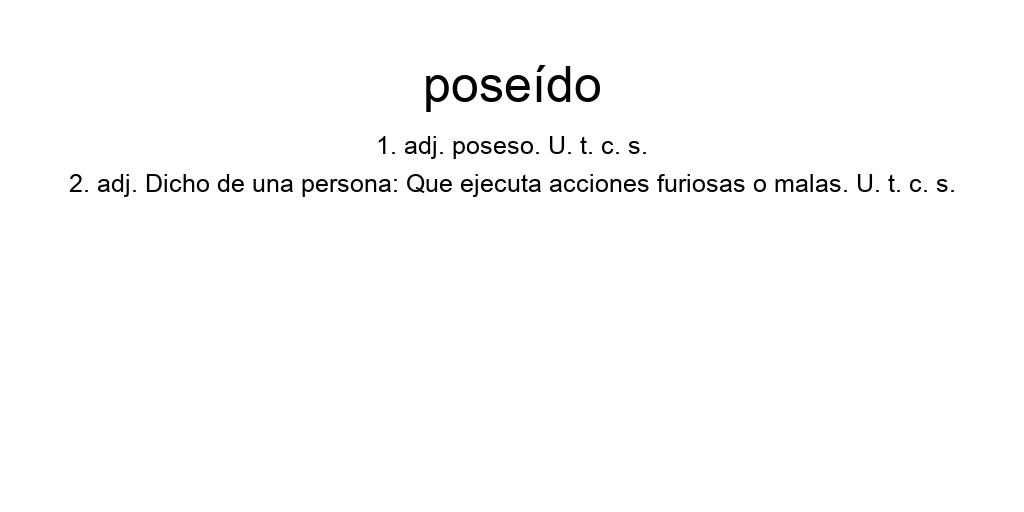 poseído
1. adj. poseso. U. t. c. s.
2. adj. Dicho de una persona: Que ejecuta acciones furiosas o malas. U. t. c. s.